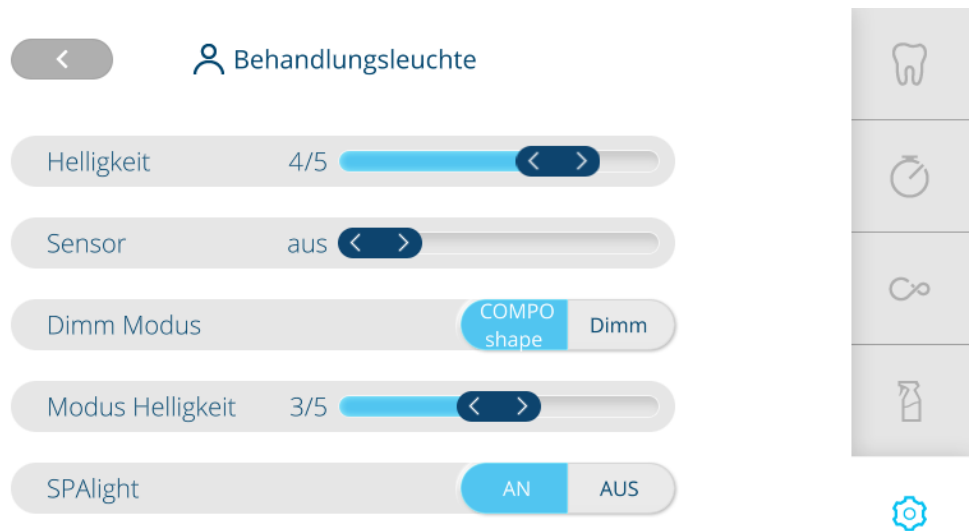 Behandlungsleuchte
Helligkeit 4/5
Sensor aus
Dimm Modus COMPO shape Dimm
Modus Helligkeit 3/5
SPAlight AN AUS